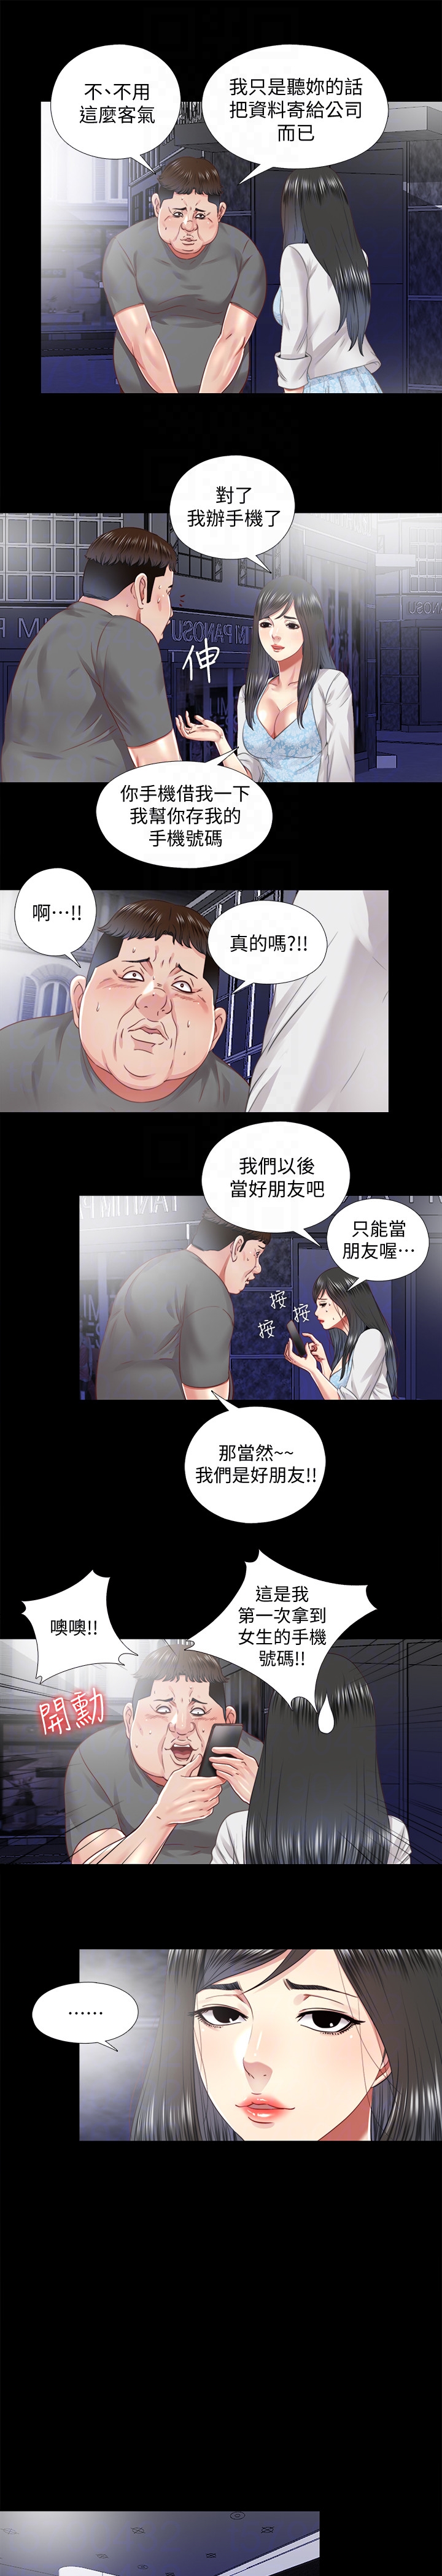 不、不用
這麼客氣
我只是聽妳的話
把資料寄給公司
而已
對了
我辦手機了
伸
你手機借我一下
我幫你存我的
手機號碼
啊…!!
真的嗎?!!
我們以後
當好朋友吧
只能當
朋友喔…
按
按
按
那當然~~
我們是好朋友!!
噢噢!!
這是我
第一次拿到
女生的手機
號碼!!
開勳
……